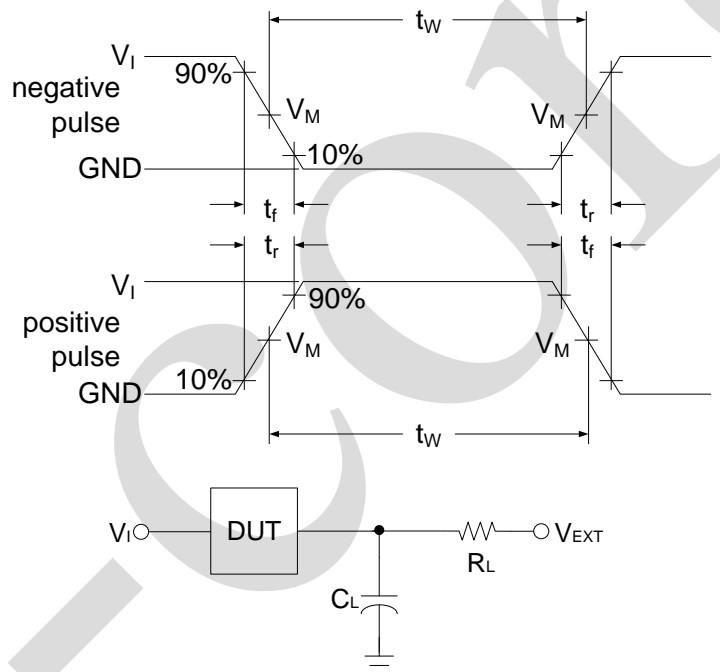 tW
VI
90%
negative
pulse
VM
VM
10%
GND
tf
tr
tr
tf
VI
90%
positive
pulse
VM
VM
10%
GND
tW
VI
DUT
VEXT
RL
CL